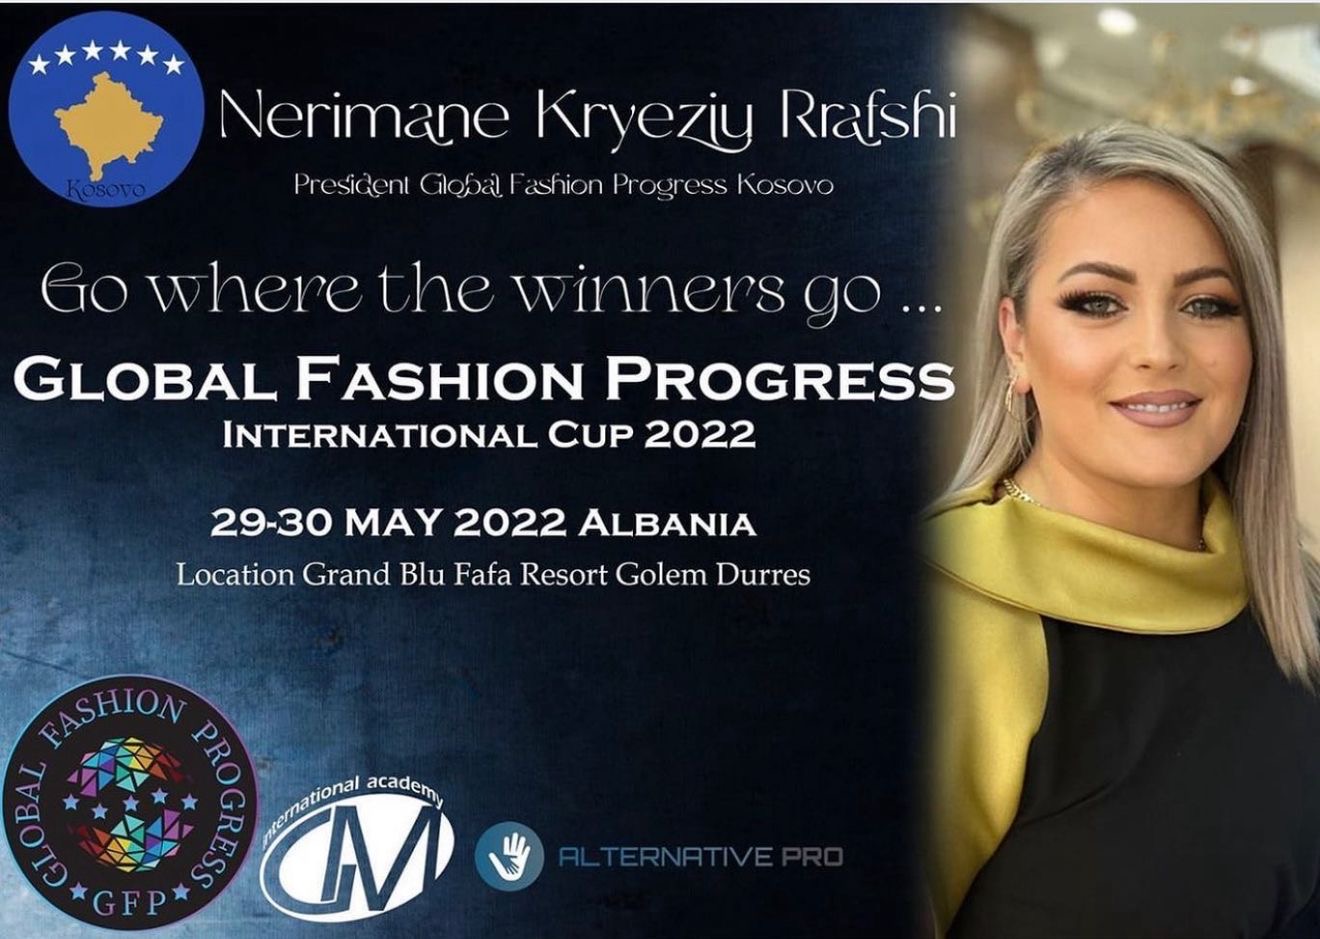 Kosovo
Nerimane Kryeziu Rrafshi
President Global Fashion Progress Kosovo
Go where the winners go ...
GLOBAL FASHION PROGRESS
INTERNATIONAL CUP 2022
29-30 MAY 2022 ALBANIA
Location Grand Blu Fafa Resort Golem Durres
GLOBAL FASHION PROGRESS
GFP
international academy
ALTERNATIVE PRO